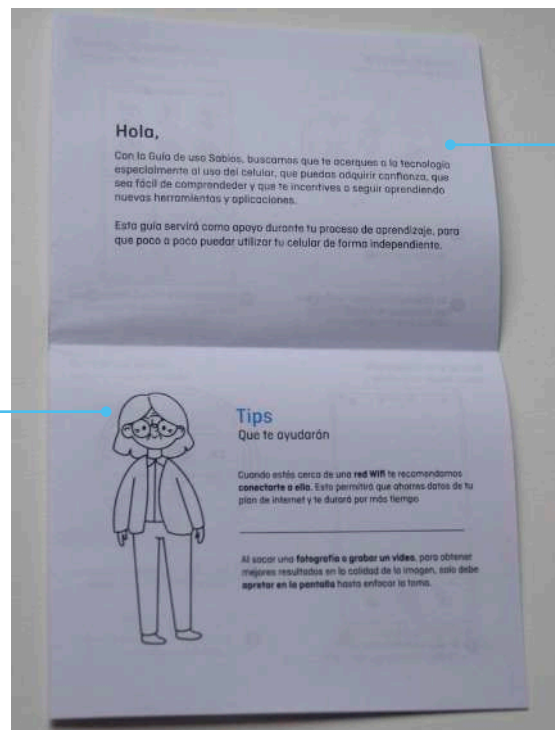 Hola,
Con la Guía de uso Sabios, buscamos que te acerques a la tecnología
especialmente al uso del celular, que puedas adquirir confianza, que
sea fácil de comprendeder y que te incentives a seguir aprendiendo
nuevas herramientas y aplicaciones.
Esta guía servirá como apoyo durante tu proceso de aprendizaje, para
que poco a poco puedar utilizar tu celular de forma independiente.
Tips
Que te ayudarán
Cuando estés cerca de una red Wifi te recomendamos
conectarte a ella. Esto permitirá que ahorres datos de tu
plan de internet y te durará por más tiempo
Al sacar una fotografía o grabar un video, para obtener
mejores resultados en la calidad de la imagen, solo debe
apretar en la pantalla hasta enfocar la toma.